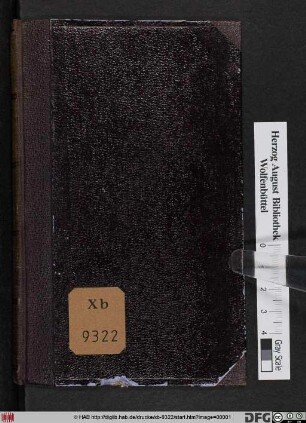 Xb
9322
Herzog August Bibliothek
Wolfenbüttel
0
2
3
4
Gray Scale
© HAB http://diglib.hab.de/drucke/xb-9322/start.htm?image=00001
DFG